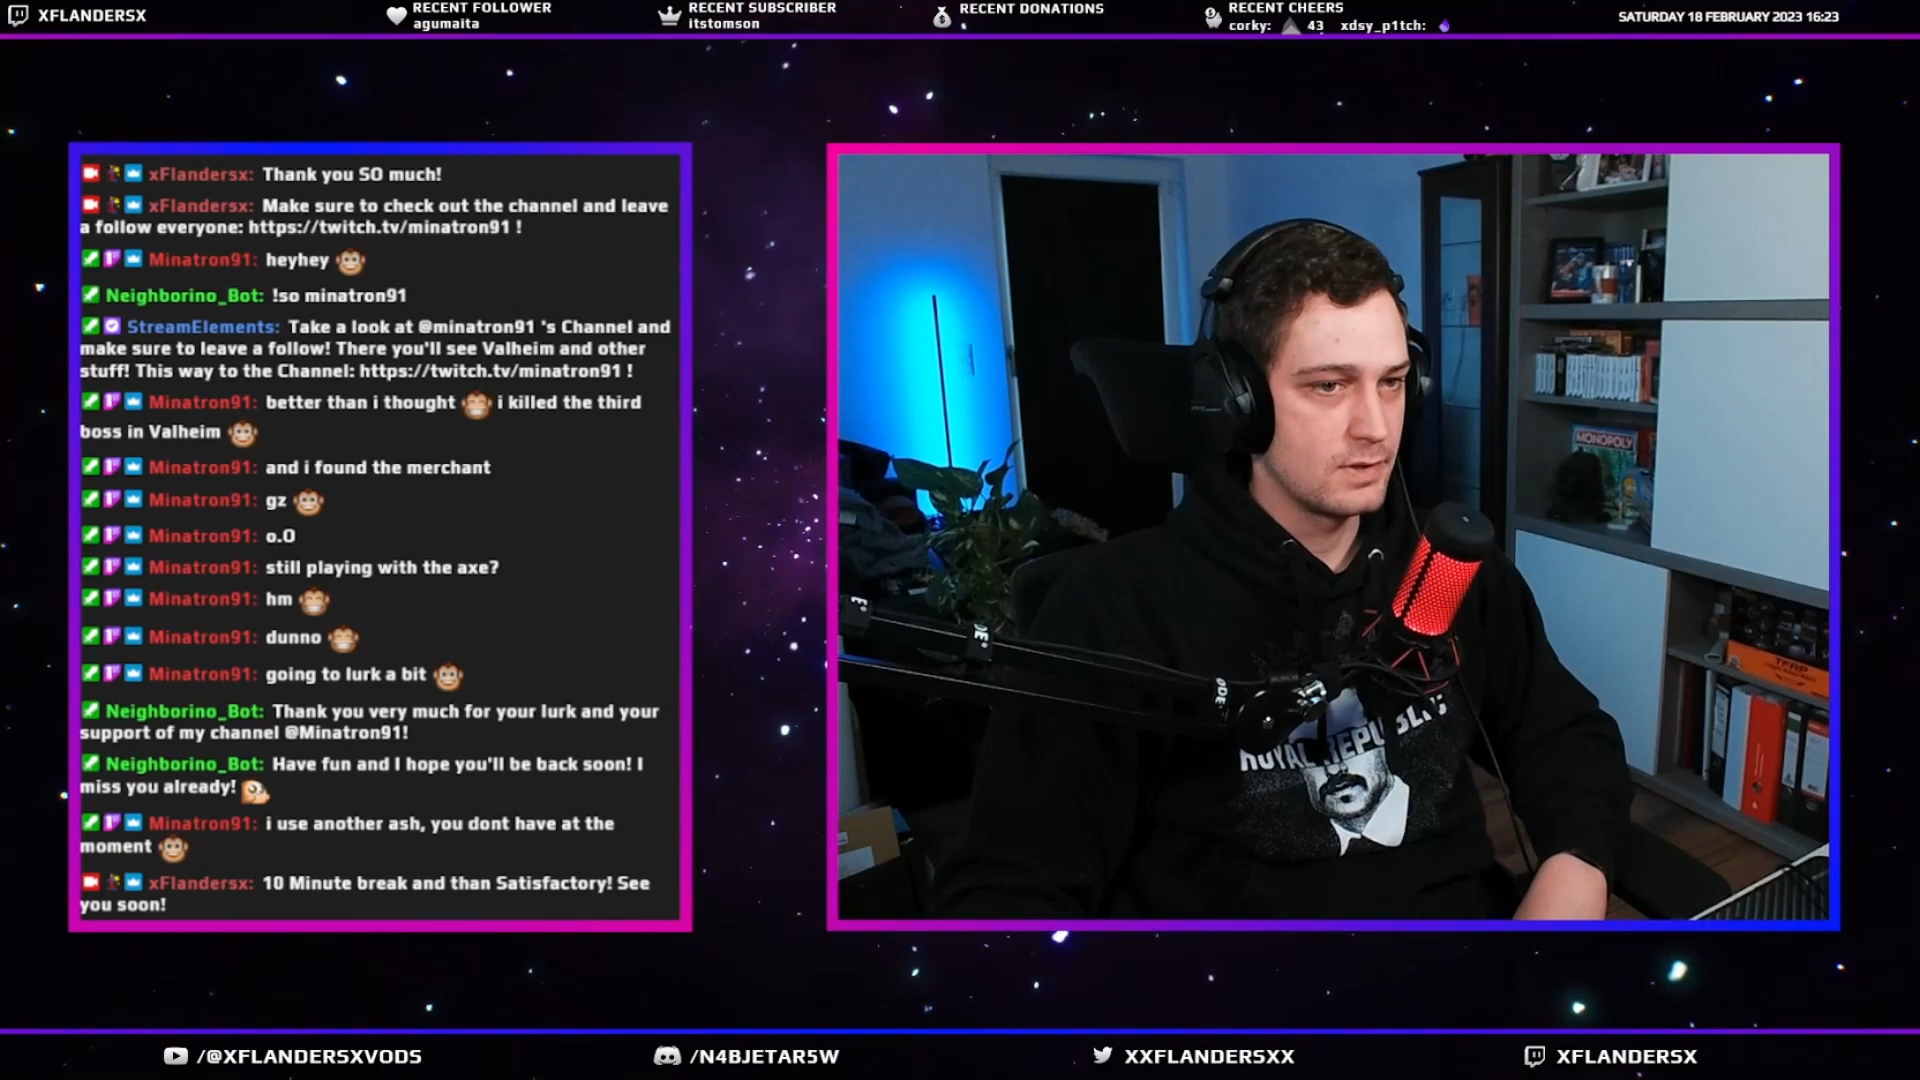 XFLANDERSX
RECENT FOLLOWER
agumaita
RECENT SUBSCRIBER
itstomson
RECENT DONATIONS
RECENT CHEERS
corky: 43 xdsy_p1tch:
SATURDAY 18 FEBRUARY 2023 16:23
xFlandersx: Thank you SO much!
xFlandersx: Make sure to check out the channel and leave
a follow everyone: https://twitch.tv/minatron91 !
Minatron91: heyhey
Neighborino_Bot: !so minatron91
StreamElements: Take a look at @minatron91 's Channel and
make sure to leave a follow! There you'll see Valheim and other
stuff! This way to the Channel: https://twitch.tv/minatron91 !
Minatron91: better than i thought i killed the third
boss in Valheim
Minatron91: and i found the merchant
Minatron91: gz
Minatron91: o.O
Minatron91: still playing with the axe?
Minatron91: hm
Minatron91: dunno
Minatron91: going to lurk a bit
Neighborino_Bot: Thank you very much for your lurk and your
support of my channel @Minatron91!
Neighborino_Bot: Have fun and I hope you'll be back soon! I
miss you already!
Minatron91: i use another ash, you dont have at the
moment
xFlandersx: 10 Minute break and than Satisfactory! See
you soon!
MONOPOLY
TFRP
ROYAL REPUBLIC
/@XFLANDERSXVODS
/N4BJETAR5W
XXFLANDERSXX
XFLANDERSX